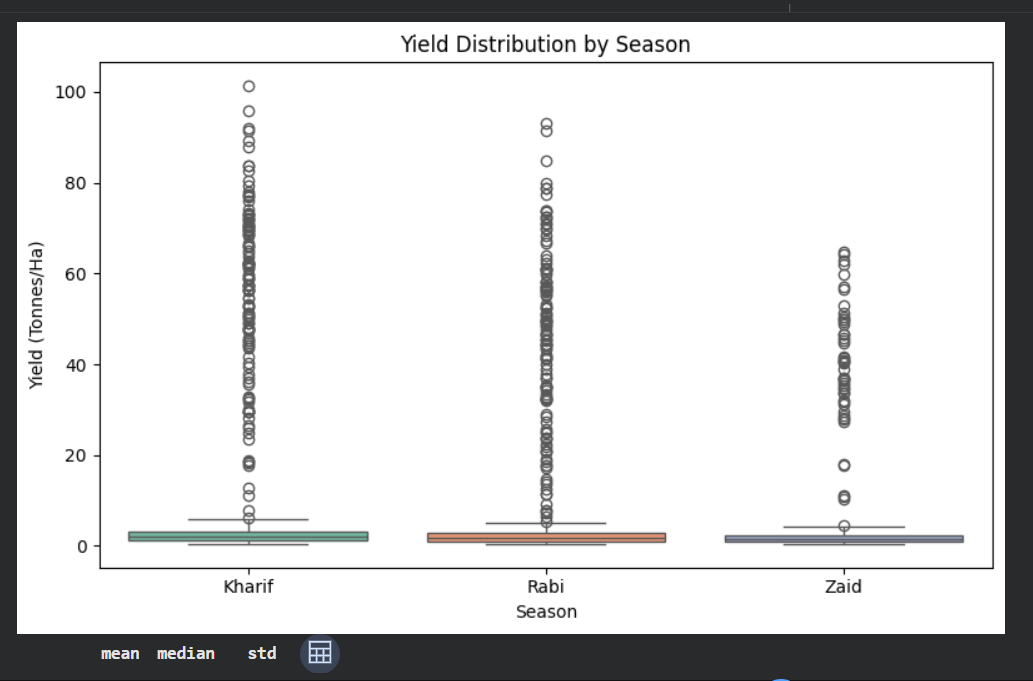 Yield Distribution by Season
100
80
60
40
20
0
Yield (Tonnes/Ha)
Kharif Rabi Zaid
Season
mean median std